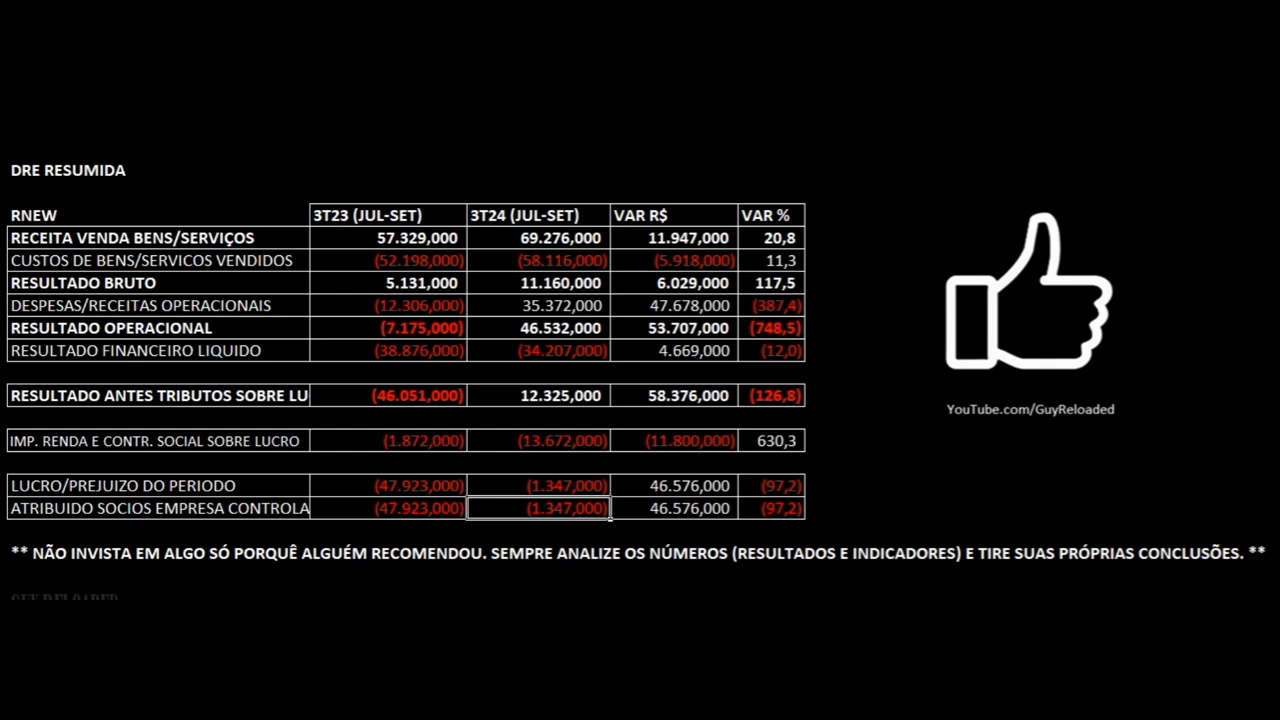 DRE RESUMIDA
RNEW 3T23 (JUL-SET) 3T24 (JUL-SET) VAR R$ VAR %
RECEITA VENDA BENS/SERVIÇOS 57.329,000 69.276,000 11.947,000 20,8
CUSTOS DE BENS/SERVICOS VENDIDOS (52.198,000) (58.116,000) (5.918,000) 11,3
RESULTADO BRUTO 5.131,000 11.160,000 6.029,000 117,5
DESPESAS/RECEITAS OPERACIONAIS (12.306,000) 35.372,000 47.678,000 (387,4)
RESULTADO OPERACIONAL (7.175,000) 46.532,000 53.707,000 (748,5)
RESULTADO FINANCEIRO LIQUIDO (38.876,000) (34.207,000) 4.669,000 (12,0)
RESULTADO ANTES TRIBUTOS SOBRE LU (46.051,000) 12.325,000 58.376,000 (126,8)
YouTube.com/GuyReloaded
IMP. RENDA E CONTR. SOCIAL SOBRE LUCRO (1.872,000) (13.672,000) (11.800,000) 630,3
LUCRO/PREJUIZO DO PERIODO (47.923,000) (1.347,000) 46.576,000 (97,2)
ATRIBUIDO SOCIOS EMPRESA CONTROLA (47.923,000) (1.347,000) 46.576,000 (97,2)
** NÃO INVISTA EM ALGO SÓ PORQUÊ ALGUÉM RECOMENDOU. SEMPRE ANALIZE OS NÚMEROS (RESULTADOS E INDICADORES) E TIRE SUAS PRÓPRIAS CONCLUSÕES. **